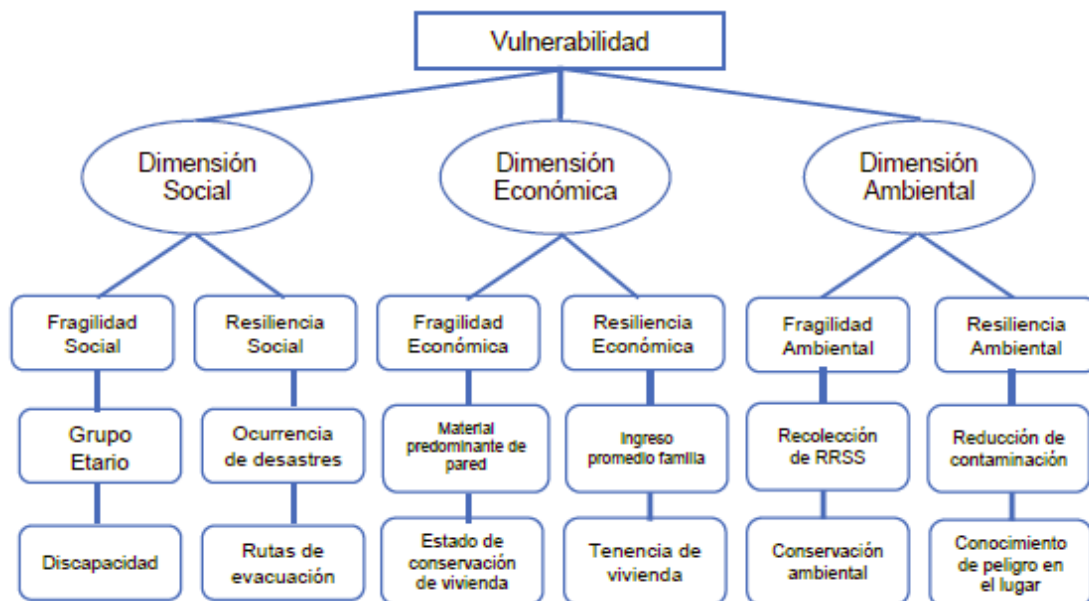 Vulnerabilidad
Dimensión
Social
Dimensión
Económica
Dimensión
Ambiental
Fragilidad
Social
Resiliencia
Social
Fragilidad
Económica
Resiliencia
Económica
Fragilidad
Ambiental
Resiliencia
Ambiental
Grupo
Etario
Ocurrencia
de desastres
Material
predominante de
pared
Ingreso
promedio familia
Recolección
de RRSS
Reducción de
contaminación
Discapacidad
Rutas de
evacuación
Estado de
conservación
de vivienda
Tenencia de
vivienda
Conservación
ambiental
Conocimiento
de peligro en
el lugar